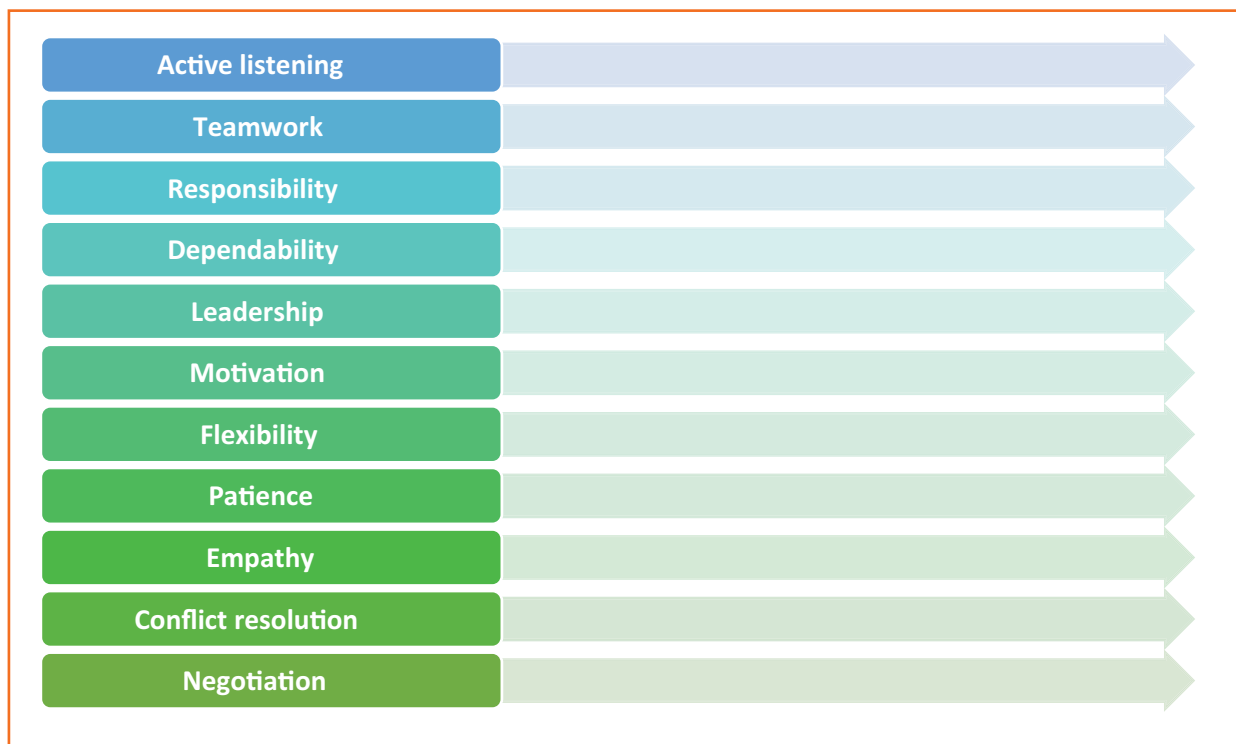 Active listening
Teamwork
Responsibility
Dependability
Leadership
Motivation
Flexibility
Patience
Empathy
Conflict resolution
Negotiation